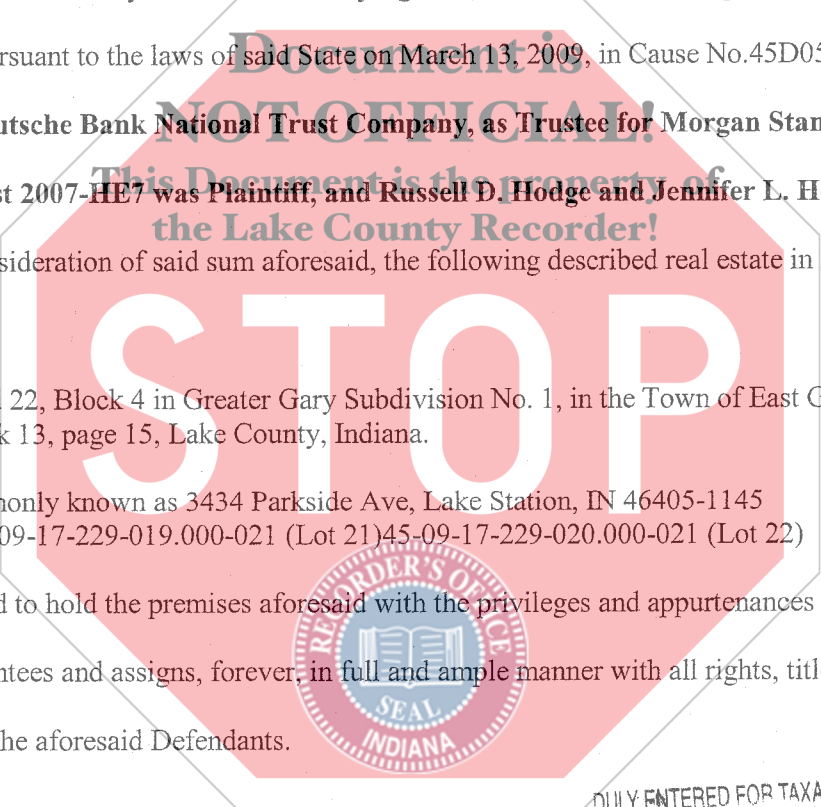 rsuant to the laws of said State on March 13, 2009, in Cause No.45D05
Document is
utsche Bank National Trust Company, as Trustee for Morgan Stan
NOT OFFICIAL!
This Document is the property of
st 2007-HE7 was Plaintiff, and Russell D. Hodge and Jennifer L. H
the Lake County Recorder!
sideration of said sum aforesaid, the following described real estate in
STOP
22, Block 4 in Greater Gary Subdivision No. 1, in the Town of East G
k 13, page 15, Lake County, Indiana.
monly known as 3434 Parkside Ave, Lake Station, IN 46405-1145
09-17-229-019.000-021 (Lot 21)45-09-17-229-020.000-021 (Lot 22)
RECORDER'S OFFICE
d to hold the premises aforesaid with the privileges and appurtenances
ntees and assigns, forever, in full and ample manner with all rights, titl
SEAL
INDIANA
he aforesaid Defendants.
DULY ENTERED FOR TAXA